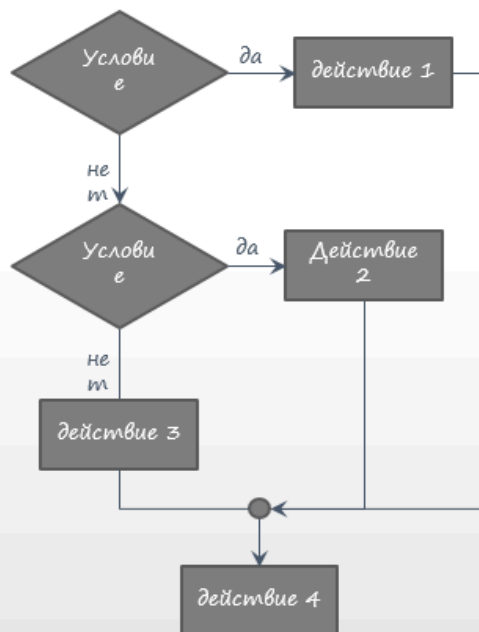 Услови
е
да
действие 1
не
т
Услови
е
да
Действие
2
не
т
действие 3
действие 4